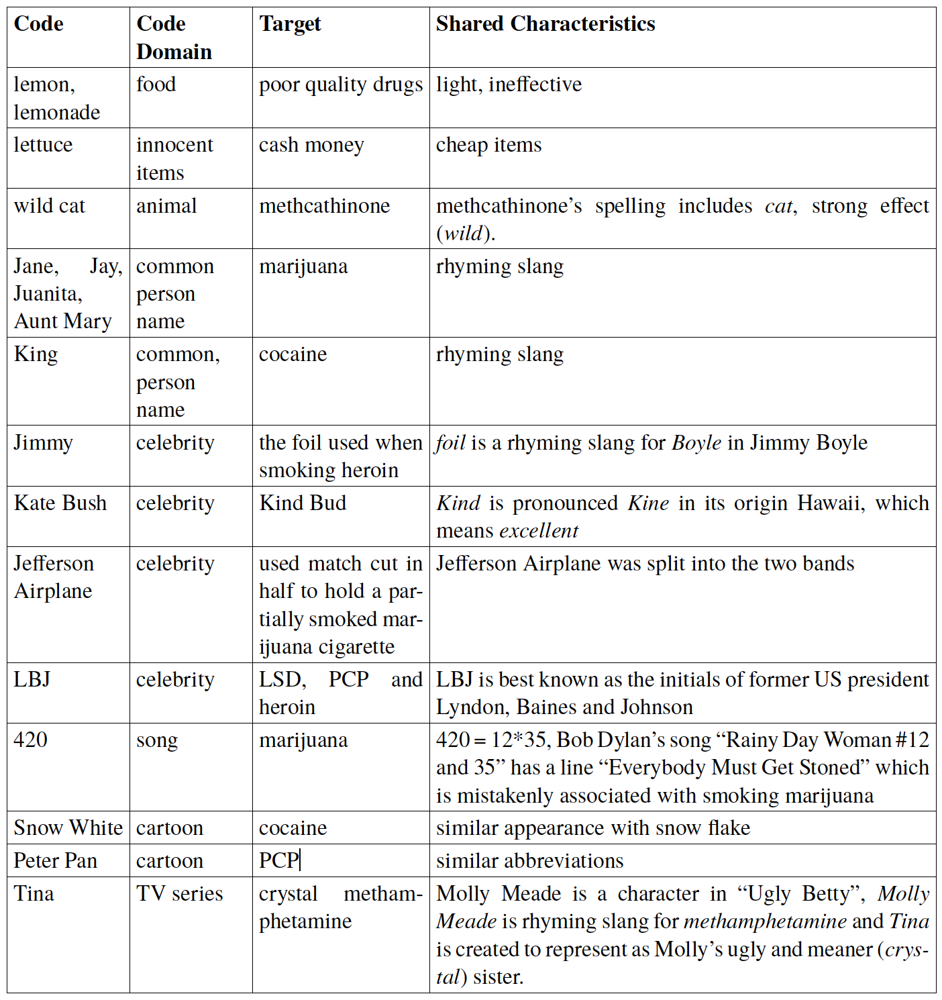 Code Code Domain Target Shared Characteristics
lemon, lemonade food poor quality drugs light, ineffective
lettuce innocent items cash money cheap items
wild cat animal methcathinone methcathinone's spelling includes cat, strong effect (wild).
Jane, Jay, Juanita, Aunt Mary common person name marijuana rhyming slang
King common, person name cocaine rhyming slang
Jimmy celebrity the foil used when smoking heroin foil is a rhyming slang for Boyle in Jimmy Boyle
Kate Bush celebrity Kind Bud Kind is pronounced Kine in its origin Hawaii, which means excellent
Jefferson Airplane celebrity used match cut in half to hold a par-tially smoked mar-ijuana cigarette Jefferson Airplane was split into the two bands
LBJ celebrity LSD, PCP and heroin LBJ is best known as the initials of former US president Lyndon, Baines and Johnson
420 song marijuana 420 = 12*35, Bob Dylan's song “Rainy Day Woman #12 and 35” has a line “Everybody Must Get Stoned” which is mistakenly associated with smoking marijuana
Snow White cartoon cocaine similar appearance with snow flake
Peter Pan cartoon PCP similar abbreviations
Tina TV series crystal metham-phetamine Molly Meade is a character in “Ugly Betty”, Molly Meade is rhyming slang for methamphetamine and Tina is created to represent as Molly's ugly and meaner (crys-tal) sister.